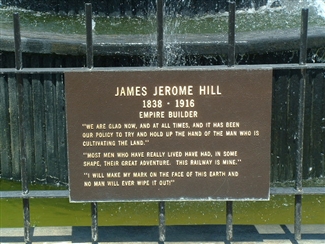 JAMES JEROME HILL
1838 - 1916
EMPIRE BUILDER
"WE ARE GLAD NOW, AND AT ALL TIMES, AND IT HAS BEEN
OUR POLICY TO TRY AND HOLD UP THE HAND OF THE MAN WHO IS
CULTIVATING THE LAND."
"MOST MEN WHO HAVE REALLY LIVED HAVE HAD, IN SOME
SHAPE, THEIR GREAT ADVENTURE. THIS RAILWAY IS MINE."
"I WILL MAKE MY MARK ON THE FACE OF THIS EARTH AND
NO MAN WILL EVER WIPE IT OUT!"